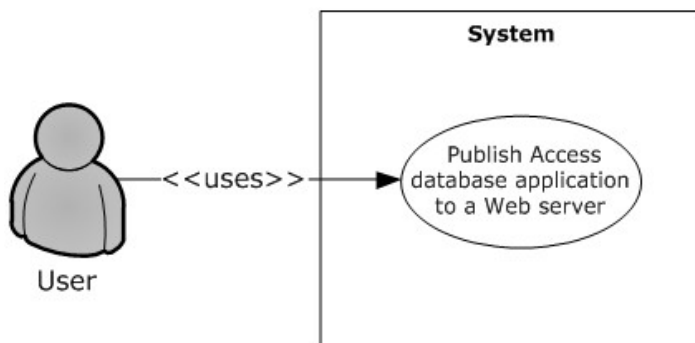 System
<<uses>>
Publish Access
database application
to a Web server
User